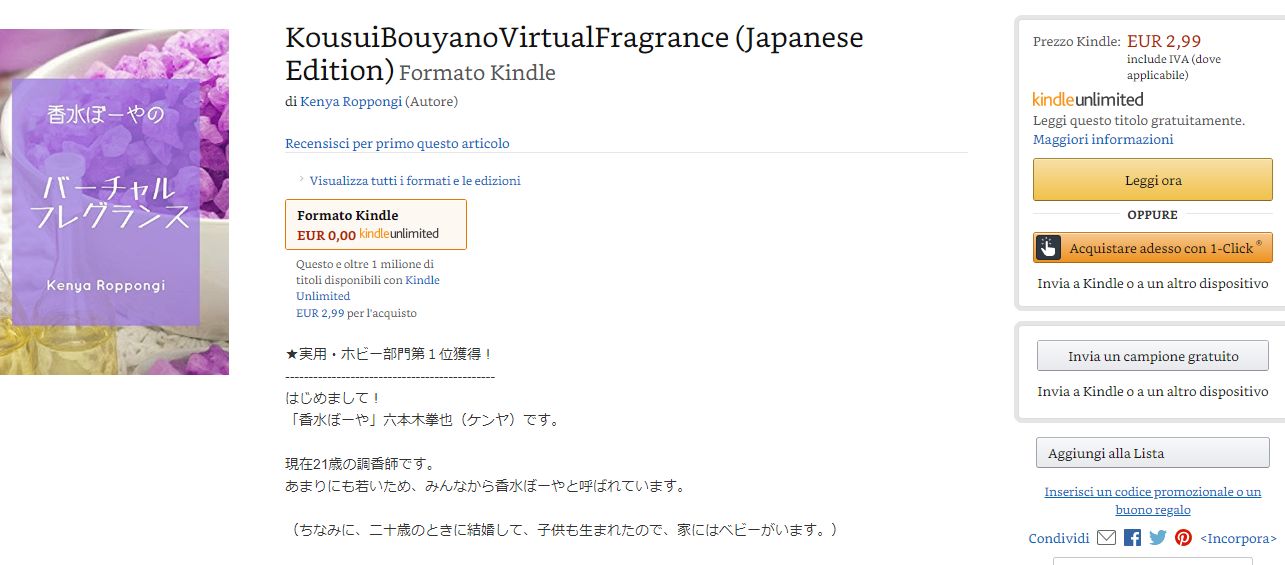 香水ぼーやの
バーチャル
フレグランス
Kenya Roppongi
KousuiBouyanoVirtualFragrance (Japanese
Edition) Formato Kindle
di Kenya Roppongi (Autore)
Recensisci per primo questo articolo
› Visualizza tutti i formati e le edizioni
Formato Kindle
EUR 0,00 kindleunlimited
Questo e oltre 1 milione di
titoli disponibili con Kindle
Unlimited
EUR 2,99 per l'acquisto
★実用・ホビー部門第１位獲得！
---------------------------------------------
はじめまして！
「香水ぼーや」六本木拳也（ケンヤ）です。
現在21歳の調香師です。
あまりにも若いため、みんなから香水ぼーやと呼ばれています。
（ちなみに、二十歳のときに結婚して、子供も生まれたので、家にはベビーがいます。）
Prezzo Kindle: EUR 2,99
include IVA (dove
applicabile)
kindleunlimited
Leggi questo titolo gratuitamente.
Maggiori informazioni
Leggi ora
OPPURE
Acquistare adesso con 1-Click ®
Invia a Kindle o a un altro dispositivo
Invia un campione gratuito
Invia a Kindle o a un altro dispositivo
Aggiungi alla Lista
Inserisci un codice promozionale o un
buono regalo
Condividi <Incorpora>